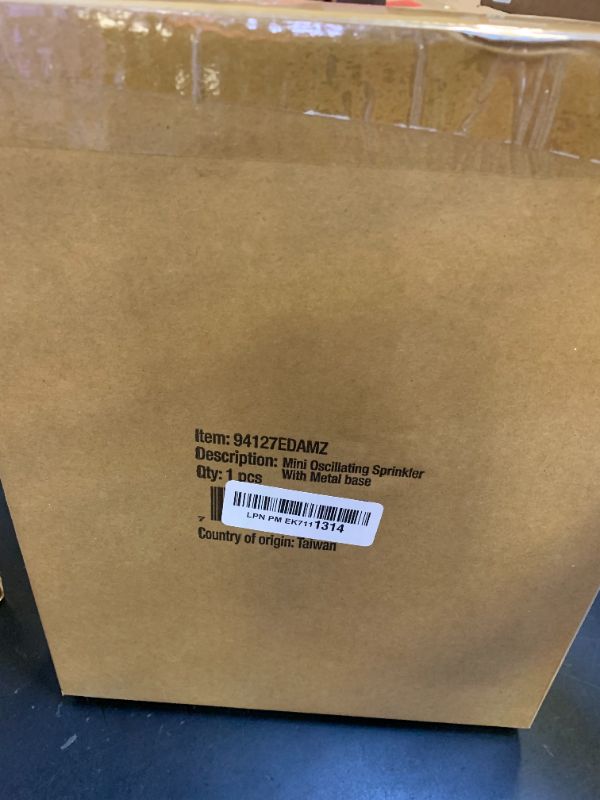 Item: 94127EDAMZ
Description: Mini Oscillating Sprinkler
With Metal base
Qty: 1 pcs
7
LPN PM EK7111314
Country of origin: Taiwan